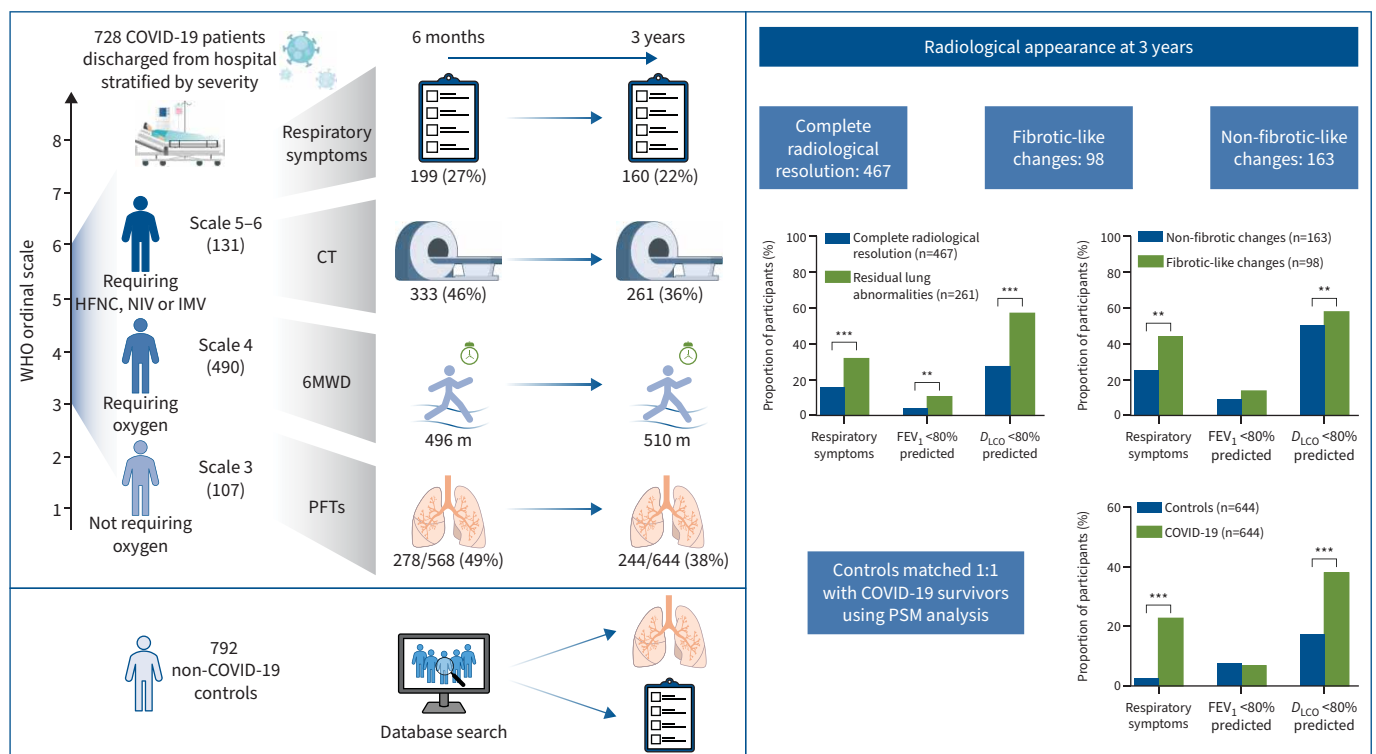 728 COVID-19 patients
discharged from hospital
stratified by severity
WHO ordinal scale
8
7
6
5
4
3
2
1
Scale 5–6
(131)
Requiring
HFNC, NIV or IMV
Scale 4
(490)
Requiring
oxygen
Scale 3
(107)
Not requiring
oxygen
6 months
3 years
Respiratory
symptoms
199 (27%)
160 (22%)
CT
333 (46%)
261 (36%)
6MWD
496 m
510 m
PFTs
278/568 (49%)
244/644 (38%)
792
non-COVID-19
controls
Database search
Radiological appearance at 3 years
Complete
radiological
resolution: 467
Fibrotic-like
changes: 98
Non-fibrotic-like
changes: 163
Proportion of participants (%)
100
80
60
40
20
0
Complete radiological
resolution (n=467)
Residual lung
abnormalities (n=261)
***
**
***
Respiratory
symptoms
FEV1 <80%
predicted
DLCO <80%
predicted
Proportion of participants (%)
100
80
60
40
20
0
Non-fibrotic changes (n=163)
Fibrotic-like changes (n=98)
**
**
Respiratory
symptoms
FEV1 <80%
predicted
DLCO <80%
predicted
Controls matched 1:1
with COVID-19 survivors
using PSM analysis
Proportion of participants (%)
60
40
20
0
Controls (n=644)
COVID-19 (n=644)
***
***
Respiratory
symptoms
FEV1 <80%
predicted
DLCO <80%
predicted